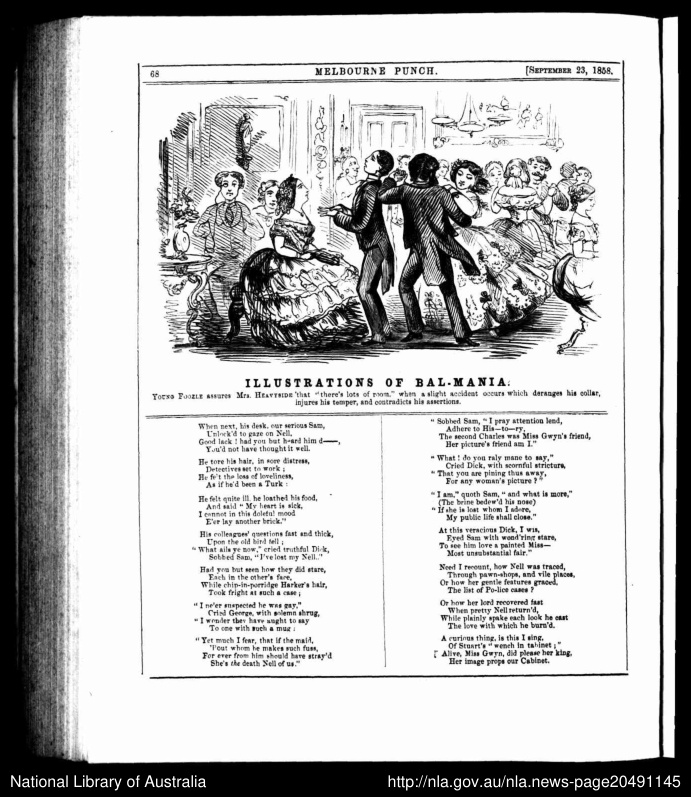 68
MELBOURNE PUNCH.
[SEPTEMBER 23, 1858.
ILLUSTRATIONS OF BAL-MANIA.
YOUNG FOOZLE assures Mrs. HEAVYSIDE that "there's lots of room," when a slight accident occurs which deranges his collar,
injures his temper, and contradicts his assertions.
When next, his desk, our serious Sam,
Unlock'd to gaze on Nell,
Good lack! had you but heard him d——,
You'd not have thought it well.
He tore his hair, in sore distress,
Detectives set to work;
He felt the loss of loveliness,
As if he'd been a Turk:
He felt quite ill, he loathed his food,
And said "My heart is sick,
I cannot in this doleful mood
E'er lay another brick."
His colleagues' questions fast and thick,
Upon the old bird tell;
"What ails ye now," cried truthful Dick,
Sobbed Sam, "I've lost my Nell."
Had you but seen how they did stare,
Each in the other's face,
While chip-in-porridge Harker's hair,
Took fright at such a case;
"I ne'er suspected he was gay,"
Cried George, with solemn shrug,
"I wonder they have aught to say
To one with such a mug:
"Yet much I fear, that if the maid,
'Bout whom he makes such fuss,
For ever from him should have stray'd
She's the death Nell of us."
"Sobbed Sam, "I pray attention lend,
Adhere to His—to—ry,
The second Charles was Miss Gwyn's friend,
Her picture's friend am I."
"What! do you raly mane to say,"
Cried Dick, with scornful stricture,
"That you are pining thus away,
For any woman's picture?"
"I am," quoth Sam, "and what is more,"
(The brine bedew'd his nose)
"If she is lost whom I adore,
My public life shall close."
At this veracious Dick, I wis,
Eyed Sam with wond'ring stare,
To see him love a painted Miss—
Most unsubstantial fair."
Need I recount, how Nell was traced,
Through pawn-shops, and vile places,
Or how her gentle features graced,
The list of Po-lice cases?
Or how her lord recovered fast
When pretty Nell return'd,
While plainly spake each look he cast
The love with which he burn'd.
A curious thing, is this I sing,
Of Stuart's "wench in tabinet;"
Alive, Miss Gwyn, did please her king,
Her image props our Cabinet.
National Library of Australia
http://nla.gov.au/nla.news-page20491145